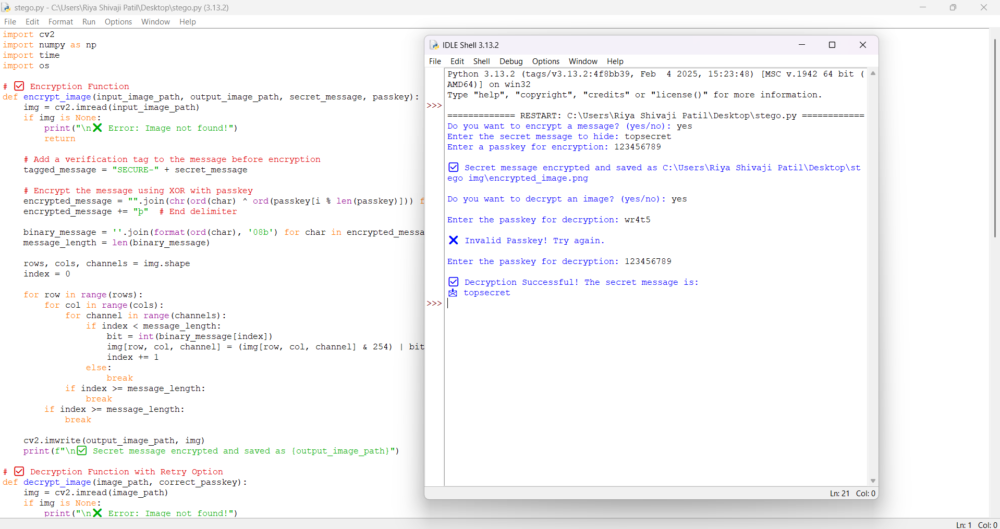 stego.py - C:\Users\Riya Shivaji Patil\Desktop\stego.py (3.13.2)
File Edit Format Run Options Window Help
import cv2
import numpy as np
import time
import os

# ✅ Encryption Function
def encrypt_image(input_image_path, output_image_path, secret_message, passkey):
    img = cv2.imread(input_image_path)
    if img is None:
        print("\n❌ Error: Image not found!")
        return

    # Add a verification tag to the message before encryption
    tagged_message = "SECURE-" + secret_message

    # Encrypt the message using XOR with passkey
    encrypted_message = "".join(chr(ord(char) ^ ord(passkey[i % len(passkey)])) f
    encrypted_message += "þ"  # End delimiter

    binary_message = ''.join(format(ord(char), '08b') for char in encrypted_messa
    message_length = len(binary_message)

    rows, cols, channels = img.shape
    index = 0

    for row in range(rows):
        for col in range(cols):
            for channel in range(channels):
                if index < message_length:
                    bit = int(binary_message[index])
                    img[row, col, channel] = (img[row, col, channel] & 254) | bit
                    index += 1
                else:
                    break
            if index >= message_length:
                break
        if index >= message_length:
            break

    cv2.imwrite(output_image_path, img)
    print(f"\n✅ Secret message encrypted and saved as {output_image_path}")

# ✅ Decryption Function with Retry Option
def decrypt_image(image_path, correct_passkey):
    img = cv2.imread(image_path)
    if img is None:
        print("\n❌ Error: Image not found!")
Ln: 1 Col: 0
IDLE Shell 3.13.2
File Edit Shell Debug Options Window Help
Python 3.13.2 (tags/v3.13.2:4f8bb39, Feb  4 2025, 15:23:48) [MSC v.1942 64 bit (
AMD64)] on win32
Type "help", "copyright", "credits" or "license()" for more information.
>>>
============= RESTART: C:\Users\Riya Shivaji Patil\Desktop\stego.py ============
Do you want to encrypt a message? (yes/no): yes
Enter the secret message to hide: topsecret
Enter a passkey for encryption: 123456789

✅ Secret message encrypted and saved as C:\Users\Riya Shivaji Patil\Desktop\st
ego img\encrypted_image.png

Do you want to decrypt an image? (yes/no): yes

Enter the passkey for decryption: wr4t5

❌ Invalid Passkey! Try again.

Enter the passkey for decryption: 123456789

✅ Decryption Successful! The secret message is:
📩 topsecret
>>>
Ln: 21 Col: 0